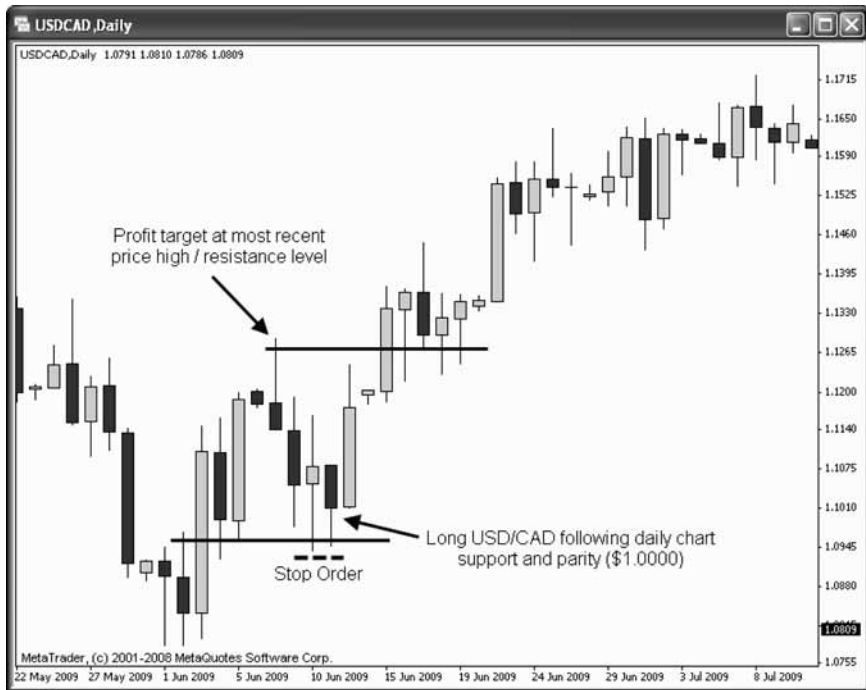 USDCAD,Daily
USDCAD,Daily 1.0791 1.0810 1.0786 1.0809
1.1715
1.1650
1.1590
1.1525
1.1460
1.1395
1.1330
1.1265
1.1200
1.1140
1.1075
1.1010
1.0945
1.0880
1.0809
1.0755
Profit target at most recent
price high / resistance level
Long USD/CAD following daily chart
support and parity ($1.0000)
Stop Order
MetaTrader, (c) 2001-2008 MetaQuotes Software Corp.
22 May 2009 27 May 2009 1 Jun 2009 5 Jun 2009 10 Jun 2009 15 Jun 2009 19 Jun 2009 24 Jun 2009 29 Jun 2009 3 Jul 2009 8 Jul 2009